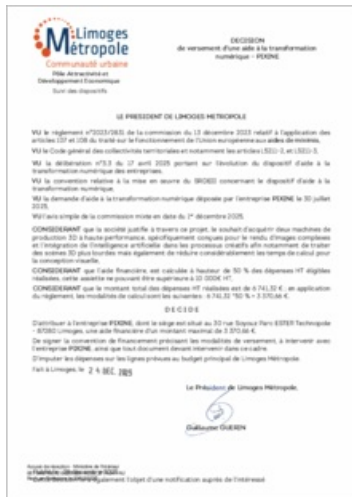 Limoges
Métropole
Communauté urbaine
Pôle Attractivité et
Développement Economique
Suivi des dispositifs
DECISION
de versement d'une aide à la transformation
numérique - PIXINE
LE PRESIDENT DE LIMOGES METROPOLE
VU le règlement n°2023/2831 de la commission du 13 décembre 2023 relatif à l'application des
articles 107 et 108 du traité sur le fonctionnement de l'Union européenne aux aides de minimis,
VU le Code général des collectivités territoriales et notamment les articles L5211-2, et L5211-3,
VU la délibération n°3.3 du 17 avril 2025 portant sur l'évolution du dispositif d'aide à la
transformation numérique des entreprises,
VU la convention relative à la mise en œuvre du SRDEII concernant le dispositif d'aide à la
transformation numérique,
VU la demande d'aide à la transformation numérique déposée par l'entreprise PIXINE le 30 juillet
2025,
VU l'avis simple de la commission mixte en date du 1er décembre 2025,
CONSIDERANT que la société justifie à travers ce projet, le souhait d'acquérir deux machines de
production 3D à haute performance, spécifiquement conçues pour le rendu d'images complexes
et l'intégration de l'intelligence artificielle dans les processus créatifs afin notamment de traiter
des scènes 3D plus lourdes mais également de réduire considérablement les temps de calcul pour
la conception visuelle,
CONSIDERANT que l'aide financière, est calculée à hauteur de 50 % des dépenses HT éligibles
réalisées, cette assiette ne pouvant être supérieure à 10 000€ HT,
CONSIDERANT que le montant total des dépenses HT réalisées est de 6 741,32 € ; en application
du règlement, les modalités de calcul sont les suivantes : 6 741,32 *50 % = 3 370,66 €.
DECIDE
D'attribuer à l'entreprise PIXINE, dont le siège est situé au 30 rue Soyouz Parc ESTER Technopole
- 87080 Limoges, une aide financière d'un montant maximal de 3 370,66 €.
De signer la convention de financement précisant les modalités de versement, à intervenir avec
l'entreprise PIXINE, ainsi que tout document devant intervenir dans ce cadre.
D'imputer les dépenses sur les lignes prévues au budget principal de Limoges Métropole.
Fait à Limoges, le 24 DEC. 2025
Le Président de Limoges Métropole,
Guillaume GUERIN
également l'objet d'une notification auprès de l'intéressé